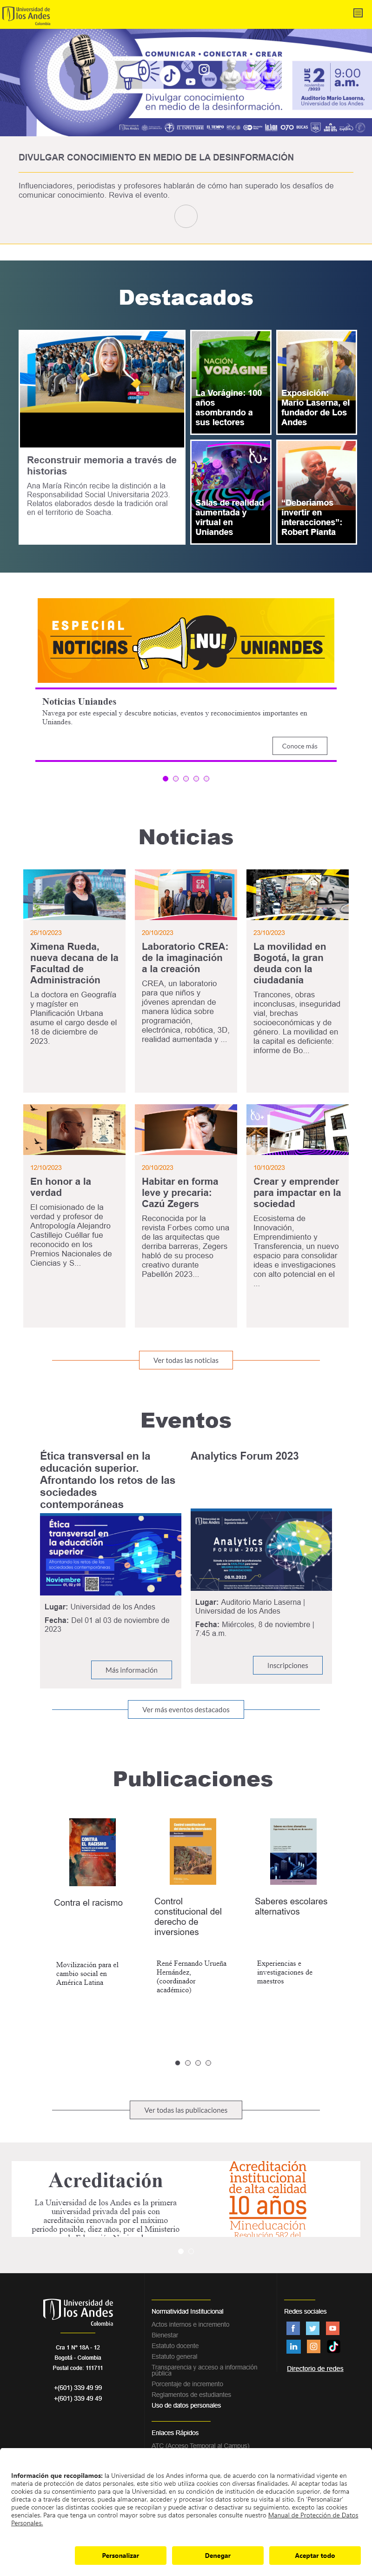 Universidad de
los Andes
Colombia
COMUNICAR • CONECTAR • CREAR
JUE 2
NOV
/2023
9:00
a.m.
Auditorio Mario Laserna,
Universidad de los Andes
Divulgar conocimiento
en medio de la desinformación.
DIVULGAR CONOCIMIENTO EN MEDIO DE LA DESINFORMACIÓN
Influenciadores, periodistas y profesores hablarán de cómo han superado los desafíos de
comunicar conocimiento. Reviva el evento.
Destacados
Reconstruir memoria a través de
historias
Ana María Rincón recibe la distinción a la
Responsabilidad Social Universitaria 2023.
Relatos elaborados desde la tradición oral
en el territorio de Soacha.
NACIÓN
VORÁGINE
La Vorágine: 100
años
asombrando a
sus lectores
Exposición:
Mario Laserna, el
fundador de Los
Andes
Salas de realidad
aumentada y
virtual en
Uniandes
“Deberíamos
invertir en
interacciones”:
Robert Pianta
ESPECIAL
NOTICIAS ¡NU! UNIANDES
Noticias Uniandes
Navega por este especial y descubre noticias, eventos y reconocimientos importantes en
Uniandes.
Conoce más
Noticias
26/10/2023
Ximena Rueda,
nueva decana de la
Facultad de
Administración
La doctora en Geografía
y magíster en
Planificación Urbana
asume el cargo desde el
18 de diciembre de
2023.
20/10/2023
Laboratorio CREA:
de la imaginación
a la creación
CREA, un laboratorio
para que niños y
jóvenes aprendan de
manera lúdica sobre
programación,
electrónica, robótica, 3D,
realidad aumentada y ...
23/10/2023
La movilidad en
Bogotá, la gran
deuda con la
ciudadanía
Trancones, obras
inconclusas, inseguridad
vial, brechas
socioeconómicas y de
género. La movilidad en
la capital es deficiente:
informe de Bo...
12/10/2023
En honor a la
verdad
El comisionado de la
verdad y profesor de
Antropología Alejandro
Castillejo Cuéllar fue
reconocido en los
Premios Nacionales de
Ciencias y S...
20/10/2023
Habitar en forma
leve y precaria:
Cazú Zegers
Reconocida por la
revista Forbes como una
de las arquitectas que
derriba barreras, Zegers
habló de su proceso
creativo durante
Pabellón 2023...
10/10/2023
Crear y emprender
para impactar en la
sociedad
Ecosistema de
Innovación,
Emprendimiento y
Transferencia, un nuevo
espacio para consolidar
ideas e investigaciones
con alto potencial en el
...
Ver todas las noticias
Eventos
Ética transversal en la
educación superior.
Afrontando los retos de las
sociedades
contemporáneas
Ética
transversal en
la educación
superior
Afrontando los retos de
las sociedades contemporáneas
Noviembre
01, 02 y 03
Lugar: Universidad de los Andes
Fecha: Del 01 al 03 de noviembre de
2023
Más información
Analytics Forum 2023
Universidad de
los Andes
Analytics
FORUM - 2023
08.11.2023
Lugar: Auditorio Mario Laserna |
Universidad de los Andes
Fecha: Miércoles, 8 de noviembre |
7:45 a.m.
Inscripciones
Ver más eventos destacados
Publicaciones
CONTRA
EL RACISMO
Contra el racismo
Movilización para el
cambio social en
América Latina
Control
constitucional del
derecho de
inversiones
René Fernando Urueña
Hernández,
(coordinador
académico)
Saberes escolares
alternativos
Experiencias e
investigaciones de
maestros
Ver todas las publicaciones
Acreditación
La Universidad de los Andes es la primera
universidad privada del país con
acreditación renovada por el máximo
periodo posible, diez años, por el Ministerio
Acreditación
institucional
de alta calidad
10 años
Mineducación
Resolución 582 del
Universidad de
los Andes
Colombia
Cra 1 Nº 18A - 12
Bogotá - Colombia
Postal code: 111711
+(601) 339 49 99
+(601) 339 49 49
Normatividad Institucional
Actos internos e incremento
Bienestar
Estatuto docente
Estatuto general
Transparencia y acceso a información
pública
Porcentaje de incremento
Reglamentos de estudiantes
Uso de datos personales
Enlaces Rápidos
ATC (Acceso Temporal al Campus)
Redes sociales
Directorio de redes
Información que recopilamos: la Universidad de los Andes informa que, de acuerdo con la normatividad vigente en
materia de protección de datos personales, este sitio web utiliza cookies con diversas finalidades. Al aceptar todas las
cookies da su consentimiento para que la Universidad, en su condición de institución de educación superior, de forma
directa o a través de terceros, pueda almacenar, acceder y procesar los datos que obtiene de su visita. En ‘Personalizar’
puede conocer las distintas cookies que se cargan y puede activar o desactivar su seguimiento, excepto las cookies
esenciales. Para que tenga un control mayor sobre sus datos personales consulte nuestro Manual de Protección de Datos
Personales.
Personalizar
Denegar
Aceptar todo